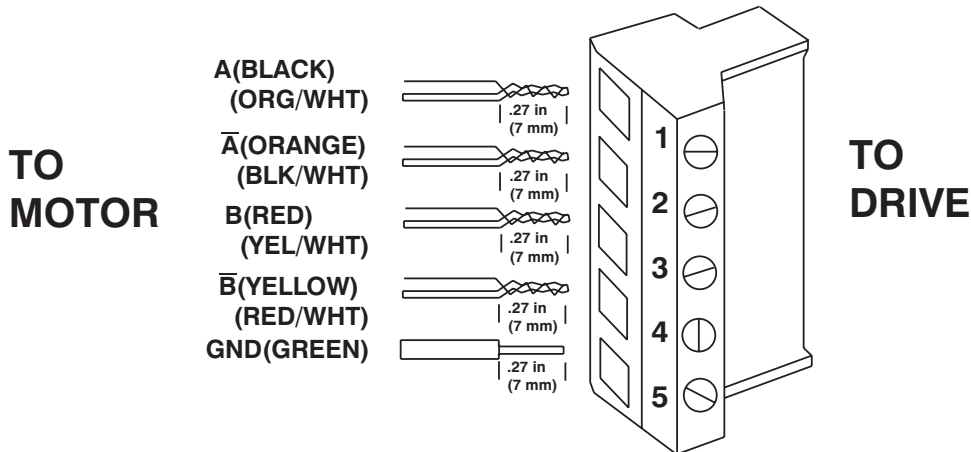 A(BLACK)
(ORG/WHT)
.27 in
(7 mm)
A̅(ORANGE)
(BLK/WHT)
.27 in
(7 mm)
B(RED)
(YEL/WHT)
.27 in
(7 mm)
B̅(YELLOW)
(RED/WHT)
.27 in
(7 mm)
GND(GREEN)
.27 in
(7 mm)
TO
MOTOR
1
2
3
4
5
TO
DRIVE